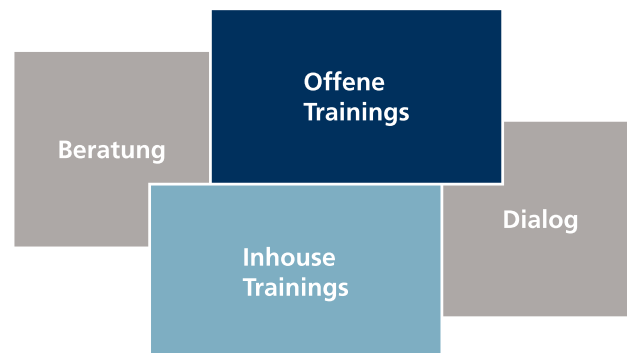 Offene
Trainings
Beratung
Dialog
Inhouse
Trainings